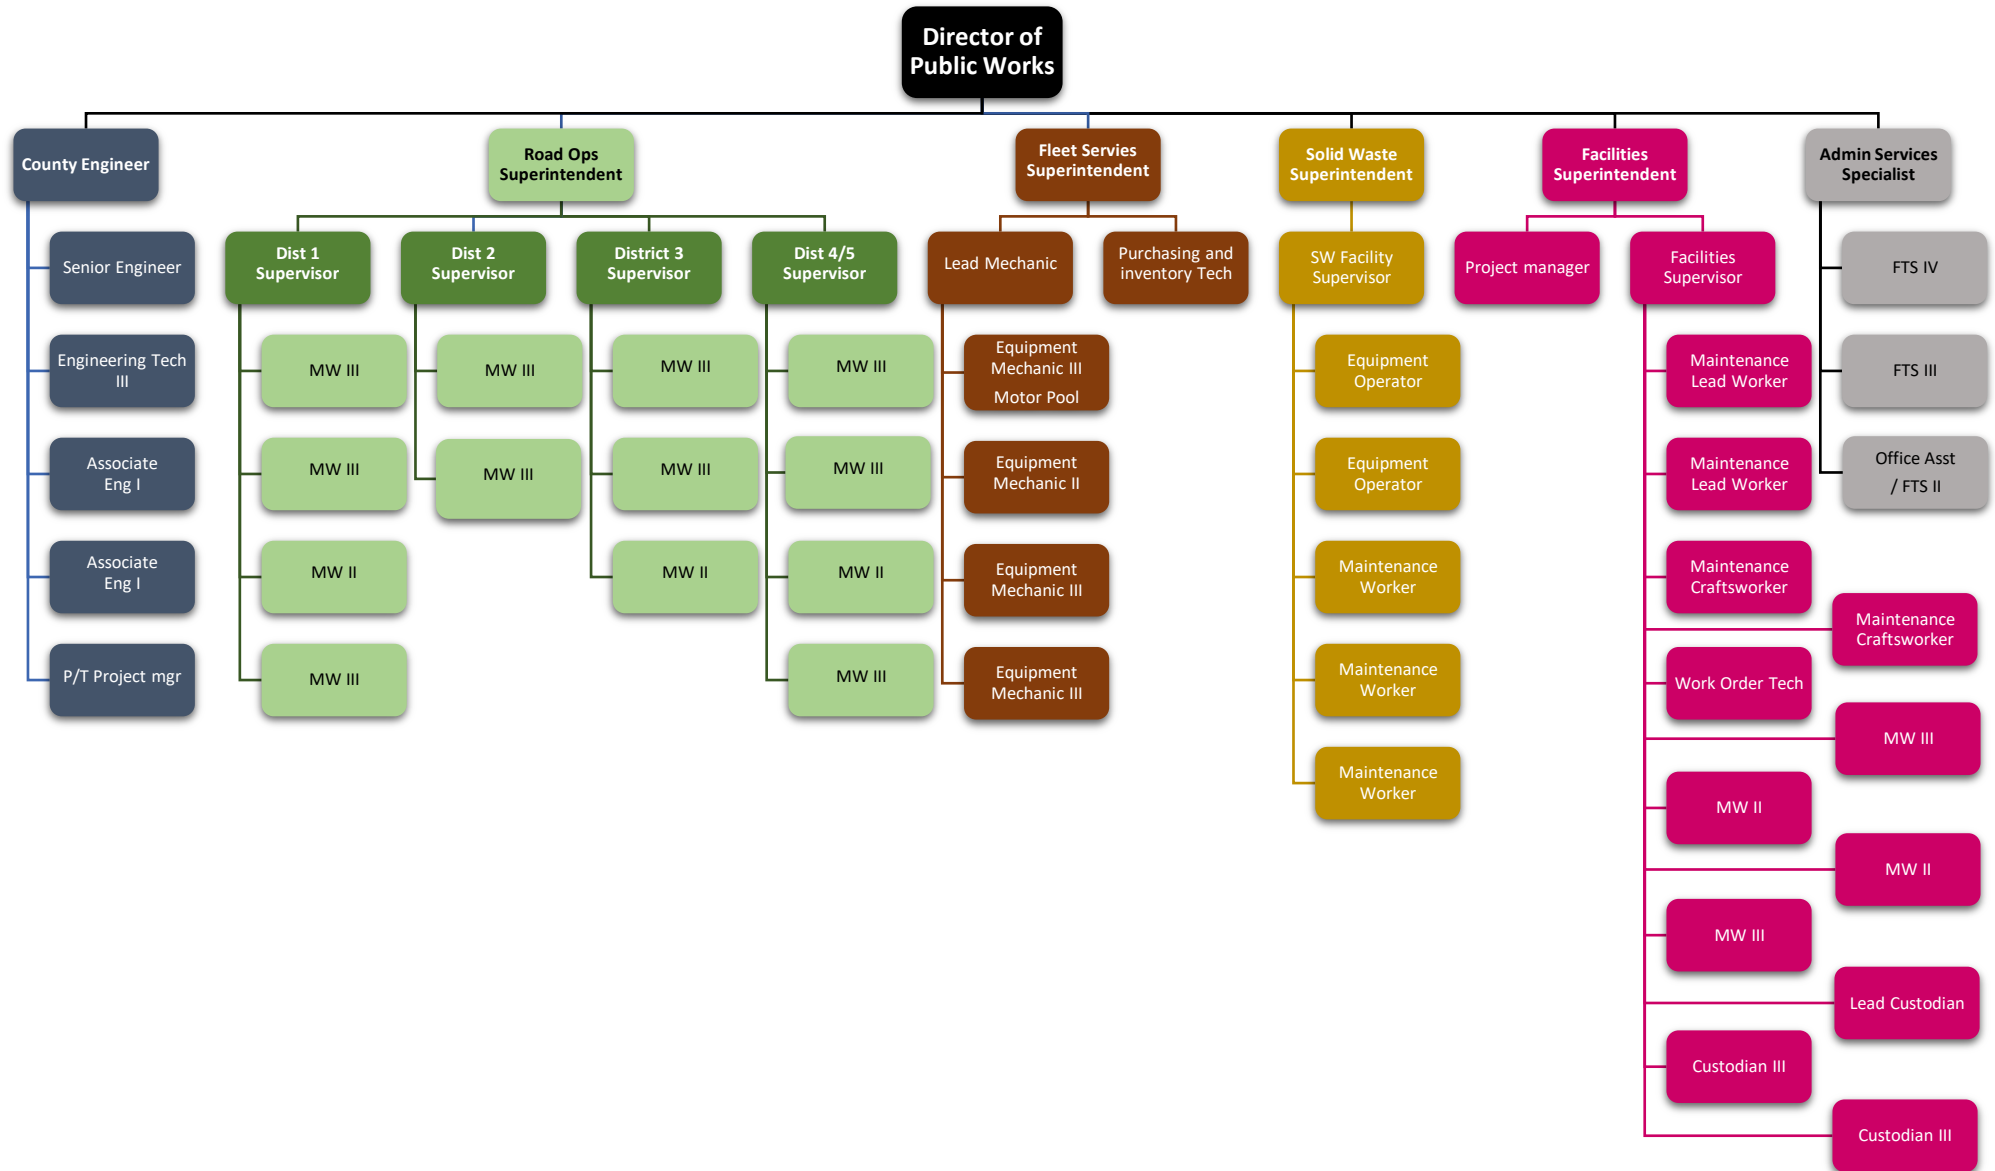 Director of
Public Works
County Engineer
Road Ops
Superintendent
Fleet Servies
Superintendent
Solid Waste
Superintendent
Facilities
Superintendent
Admin Services
Specialist
Senior Engineer
Engineering Tech
III
Associate
Eng I
Associate
Eng I
P/T Project mgr
Dist 1
Supervisor
MW III
MW III
MW II
MW III
Dist 2
Supervisor
MW III
MW III
District 3
Supervisor
MW III
MW III
MW II
Dist 4/5
Supervisor
MW III
MW III
MW II
MW III
Lead Mechanic
Equipment
Mechanic III
Motor Pool
Equipment
Mechanic II
Equipment
Mechanic III
Equipment
Mechanic III
Purchasing and
inventory Tech
SW Facility
Supervisor
Equipment
Operator
Equipment
Operator
Maintenance
Worker
Maintenance
Worker
Maintenance
Worker
Project manager
Facilities
Supervisor
Maintenance
Lead Worker
Maintenance
Lead Worker
Maintenance
Craftsworker
Maintenance
Craftsworker
Work Order Tech
MW III
MW II
MW II
MW III
Lead Custodian
Custodian III
Custodian III
FTS IV
FTS III
Office Asst
/ FTS II